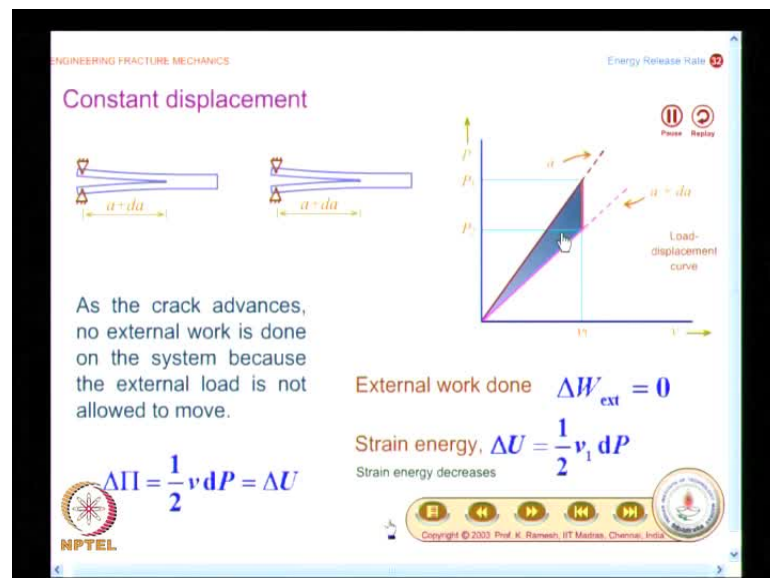 ENGINEERING FRACTURE MECHANICS
Energy Release Rate 32
Constant displacement
Pause Replay
a+da
a+da
P
P₁
P₂
a
a + da
Load-
displacement
curve
As the crack advances,
no external work is done
on the system because
the external load is not
allowed to move.
External work done ΔW_ext = 0
Strain energy, ΔU = 1/2 v₁ dP
Strain energy decreases
ΔΠ = 1/2 v dP = ΔU
NPTEL
Copyright © 2003 Prof. K. Ramesh, IIT Madras, Chennai, India